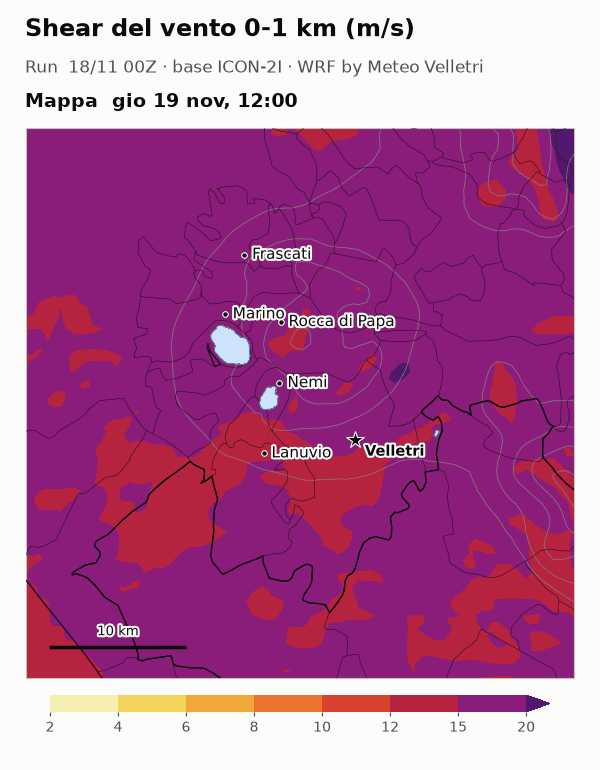 Shear del vento 0-1 km (m/s)
Run 18/11 00Z · base ICON-2I · WRF by Meteo Velletri
Mappa gio 19 nov, 12:00
Frascati
Marino
Rocca di Papa
Nemi
Velletri
Lanuvio
10 km
2 4 6 8 10 12 15 20